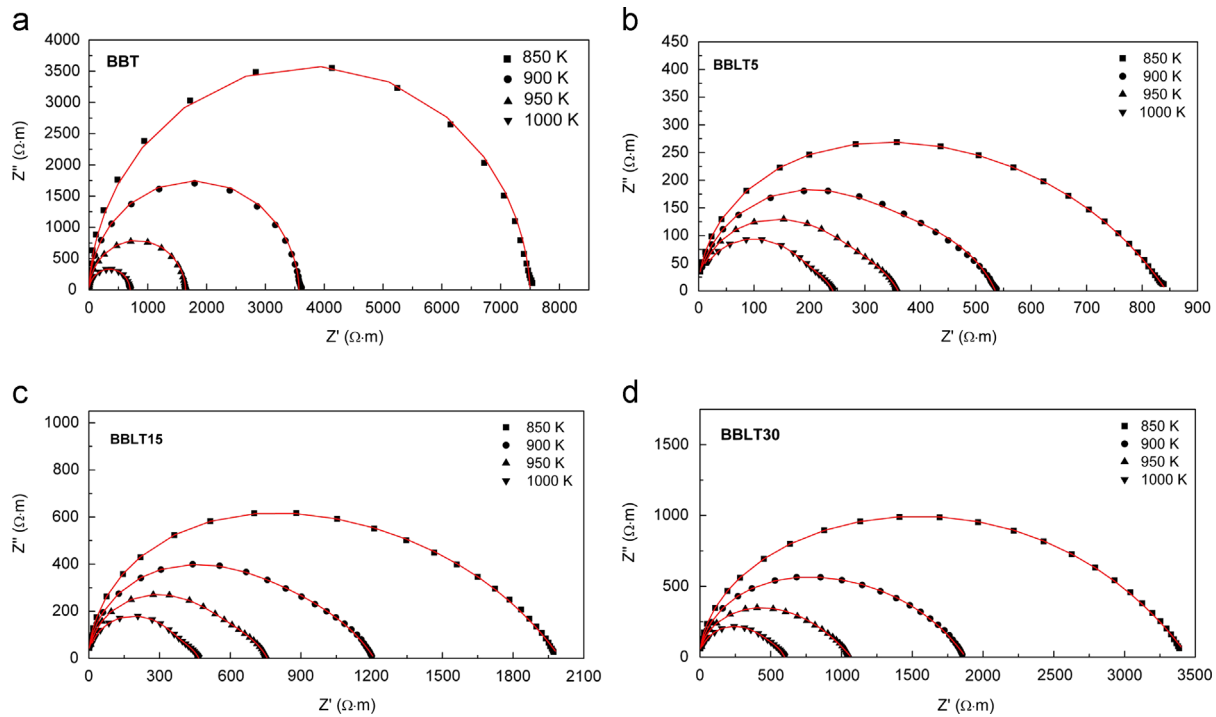 a
BBT
4000
3500
3000
2500
2000
1500
1000
500
0
Z'' (Ω·m)
850 K
900 K
950 K
1000 K
0 1000 2000 3000 4000 5000 6000 7000 8000
Z' (Ω·m)
b
BBLT5
450
400
350
300
250
200
150
100
50
0
Z'' (Ω·m)
850 K
900 K
950 K
1000 K
0 100 200 300 400 500 600 700 800 900
Z' (Ω·m)
c
BBLT15
1000
800
600
400
200
0
Z'' (Ω·m)
850 K
900 K
950 K
1000 K
0 300 600 900 1200 1500 1800 2100
Z' (Ω·m)
d
BBLT30
1500
1000
500
0
Z'' (Ω·m)
850 K
900 K
950 K
1000 K
0 500 1000 1500 2000 2500 3000 3500
Z' (Ω·m)